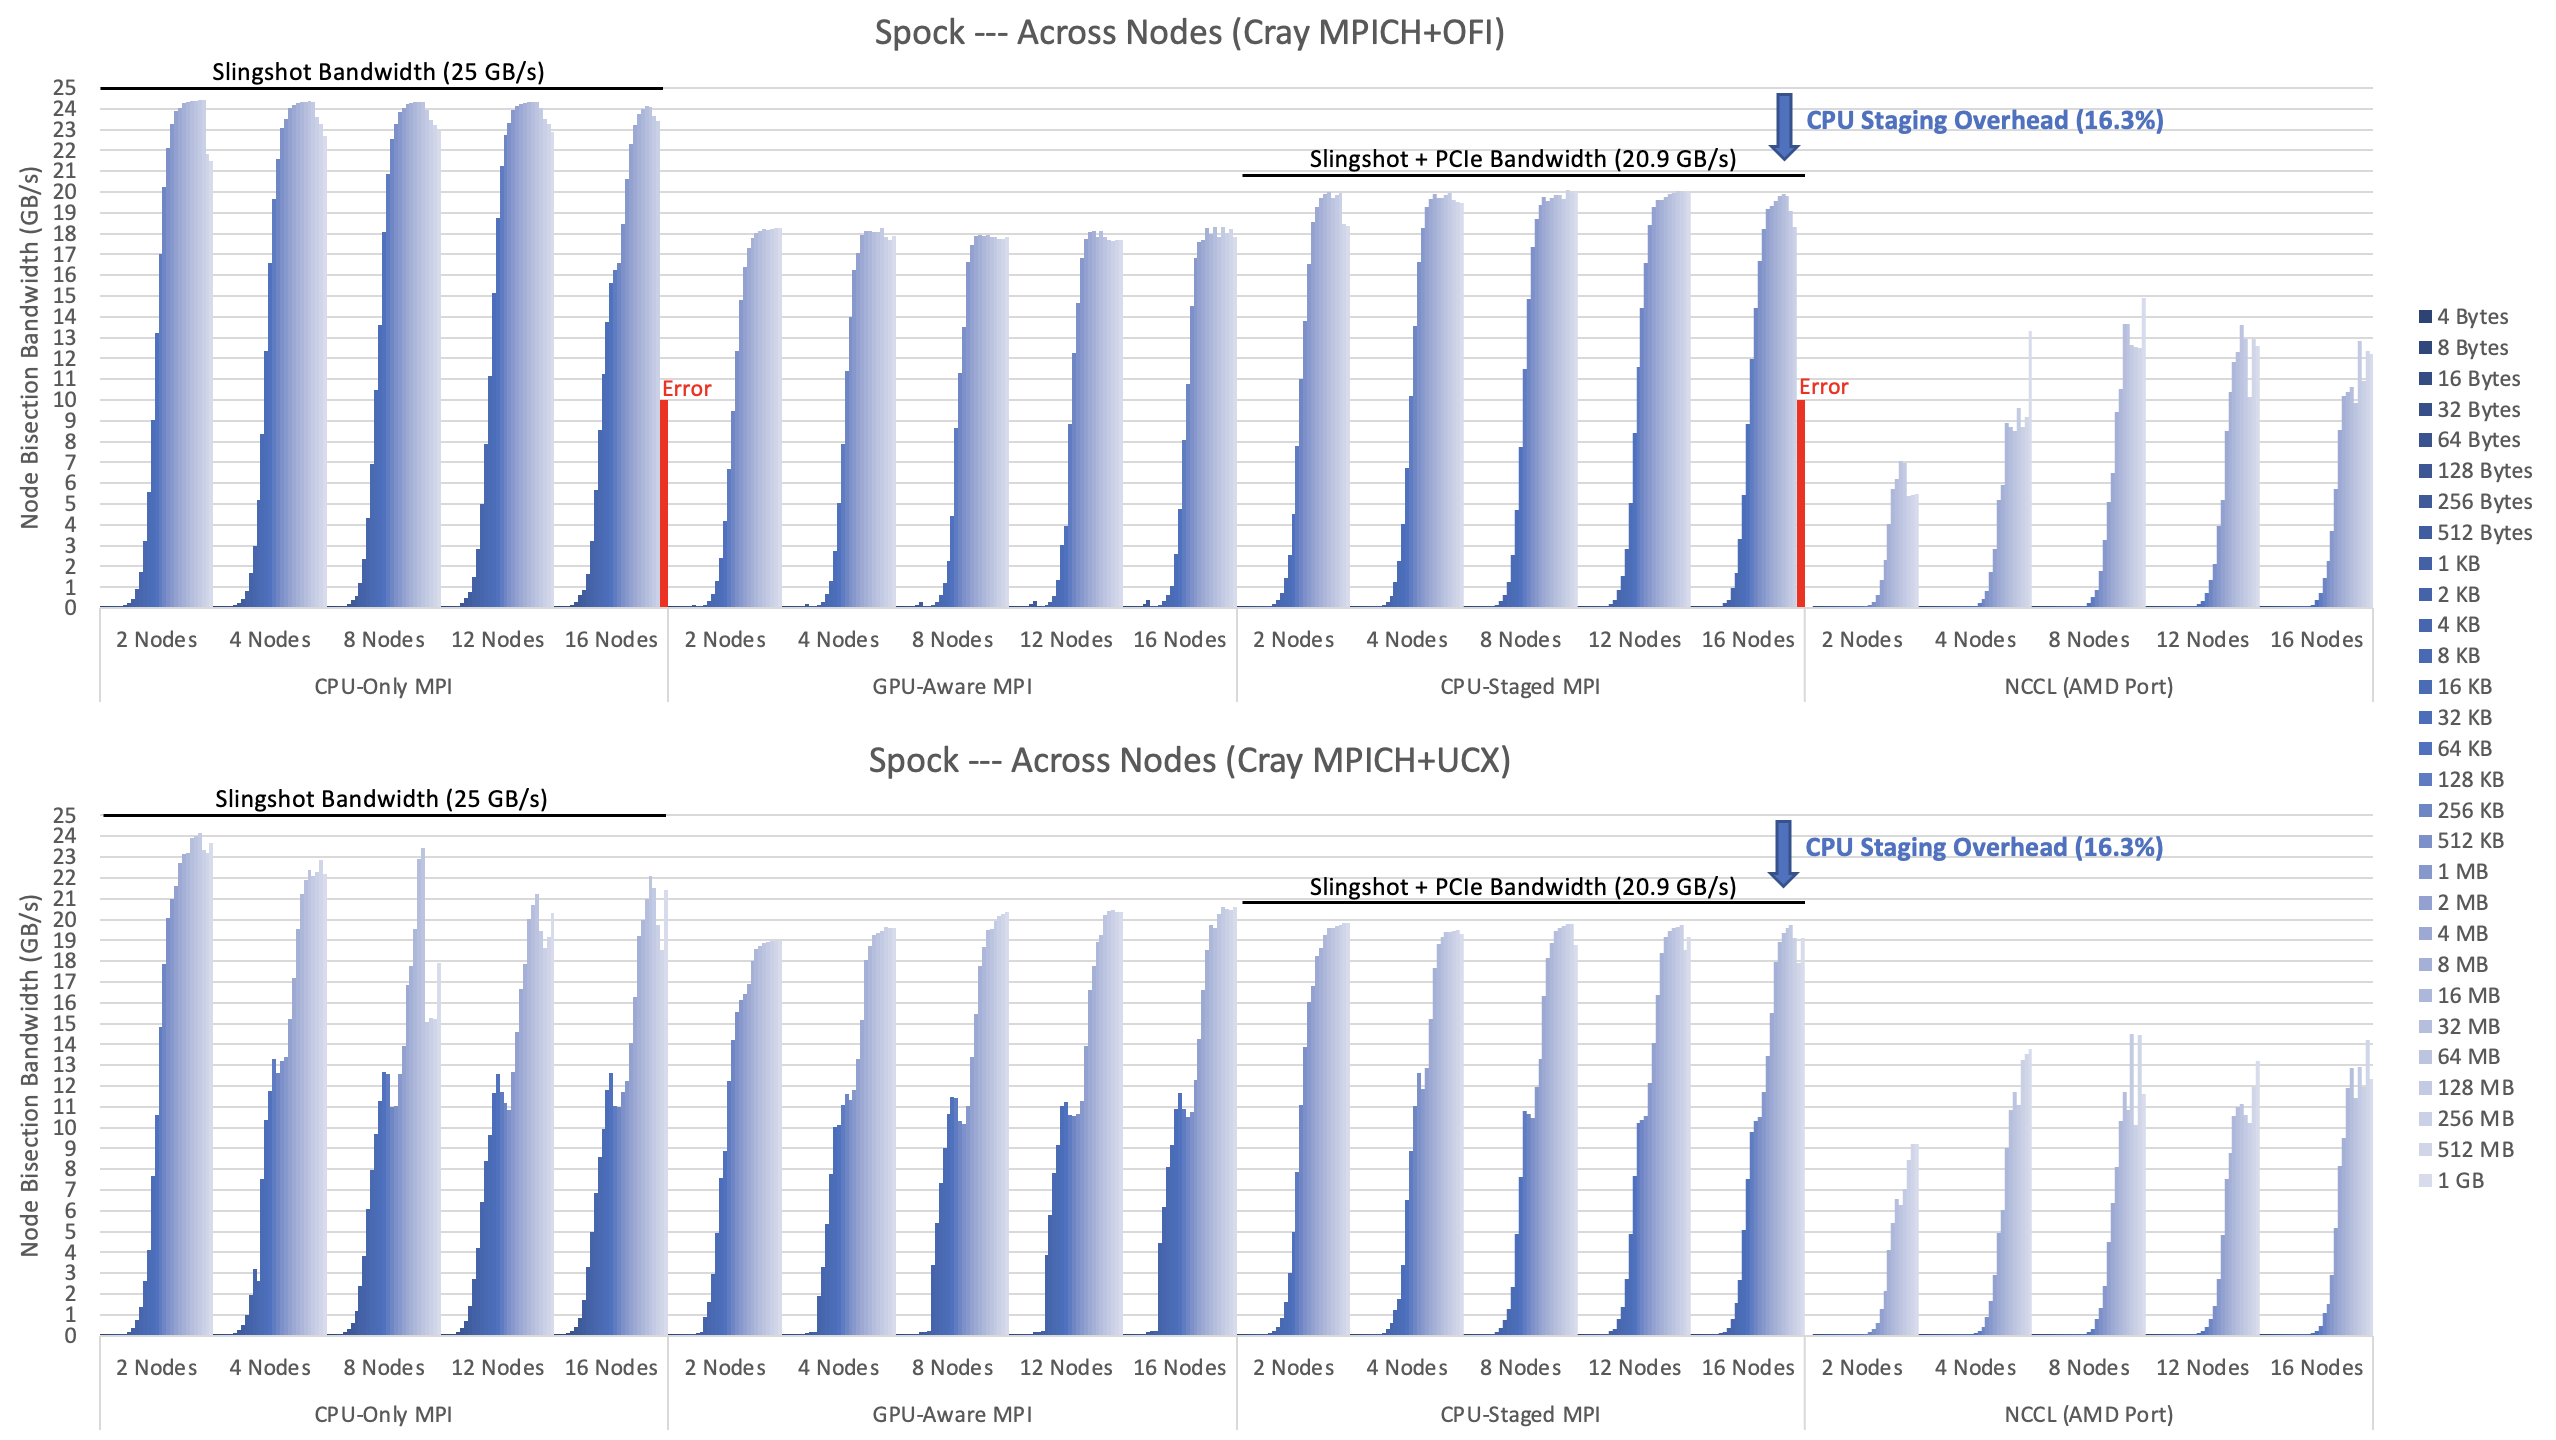 Spock --- Across Nodes (Cray MPICH+OFI)
Slingshot Bandwidth (25 GB/s)
CPU Staging Overhead (16.3%)
Slingshot + PCIe Bandwidth (20.9 GB/s)
Node Bisection Bandwidth (GB/s)
25
24
23
22
21
20
19
18
17
16
15
14
13
12
11
10
9
8
7
6
5
4
3
2
1
0
Error
Error
2 Nodes 4 Nodes 8 Nodes 12 Nodes 16 Nodes 2 Nodes 4 Nodes 8 Nodes 12 Nodes 16 Nodes 2 Nodes 4 Nodes 8 Nodes 12 Nodes 16 Nodes 2 Nodes 4 Nodes 8 Nodes 12 Nodes 16 Nodes
CPU-Only MPI GPU-Aware MPI CPU-Staged MPI NCCL (AMD Port)
Spock --- Across Nodes (Cray MPICH+UCX)
Slingshot Bandwidth (25 GB/s)
CPU Staging Overhead (16.3%)
Slingshot + PCIe Bandwidth (20.9 GB/s)
Node Bisection Bandwidth (GB/s)
25
24
23
22
21
20
19
18
17
16
15
14
13
12
11
10
9
8
7
6
5
4
3
2
1
0
2 Nodes 4 Nodes 8 Nodes 12 Nodes 16 Nodes 2 Nodes 4 Nodes 8 Nodes 12 Nodes 16 Nodes 2 Nodes 4 Nodes 8 Nodes 12 Nodes 16 Nodes 2 Nodes 4 Nodes 8 Nodes 12 Nodes 16 Nodes
CPU-Only MPI GPU-Aware MPI CPU-Staged MPI NCCL (AMD Port)
4 Bytes
8 Bytes
16 Bytes
32 Bytes
64 Bytes
128 Bytes
256 Bytes
512 Bytes
1 KB
2 KB
4 KB
8 KB
16 KB
32 KB
64 KB
128 KB
256 KB
512 KB
1 MB
2 MB
4 MB
8 MB
16 MB
32 MB
64 MB
128 MB
256 MB
512 MB
1 GB